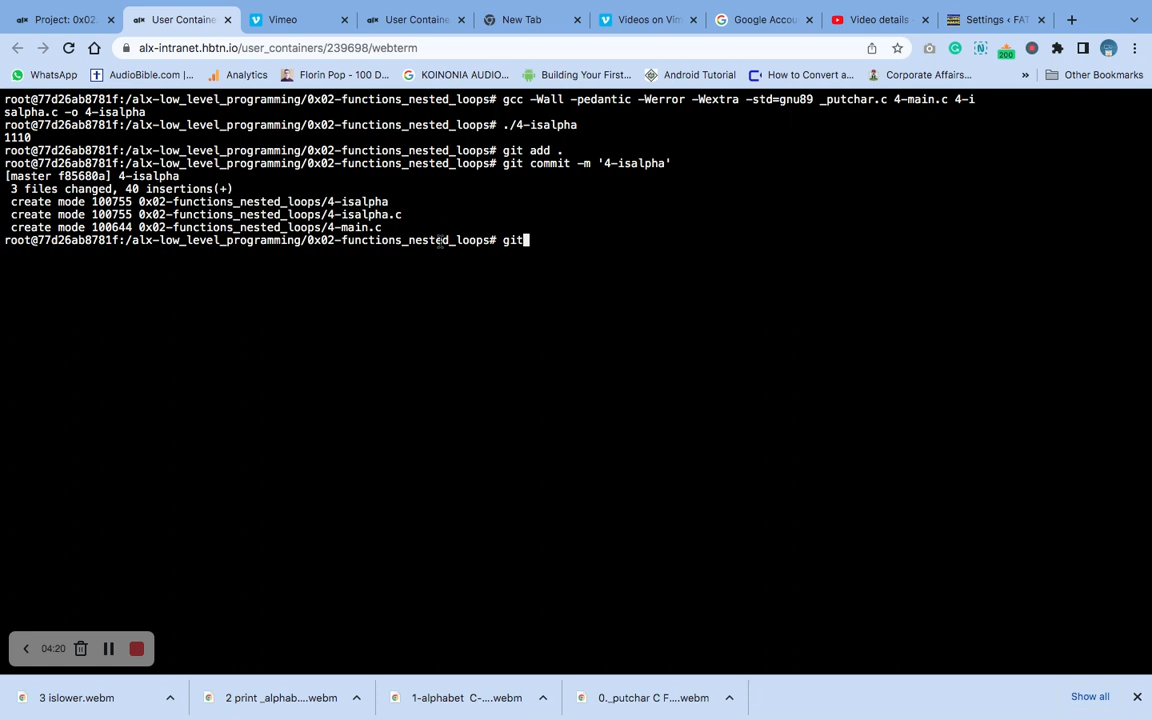 Project: 0x02
User Containe
Vimeo
User Containe
New Tab
Videos on Vim
Google Accou
Video details
Settings ‹ FAT
alx-intranet.hbtn.io/user_containers/239698/webterm
200
WhatsApp
AudioBible.com |...
Analytics
Florin Pop - 100 D...
KOINONIA AUDIO...
Building Your First...
Android Tutorial
How to Convert a...
Corporate Affairs...
»
Other Bookmarks
root@77d26ab8781f:/alx-low_level_programming/0x02-functions_nested_loops# gcc -Wall -pedantic -Werror -Wextra -std=gnu89 _putchar.c 4-main.c 4-i
salpha.c -o 4-isalpha
root@77d26ab8781f:/alx-low_level_programming/0x02-functions_nested_loops# ./4-isalpha
1110
root@77d26ab8781f:/alx-low_level_programming/0x02-functions_nested_loops# git add .
root@77d26ab8781f:/alx-low_level_programming/0x02-functions_nested_loops# git commit -m '4-isalpha'
[master f85680a] 4-isalpha
3 files changed, 40 insertions(+)
create mode 100755 0x02-functions_nested_loops/4-isalpha
create mode 100755 0x02-functions_nested_loops/4-isalpha.c
create mode 100644 0x02-functions_nested_loops/4-main.c
root@77d26ab8781f:/alx-low_level_programming/0x02-functions_nested_loops# git
04:20
3 islower.webm
2 print _alphab....webm
1-alphabet C-....webm
0._putchar C F....webm
Show all